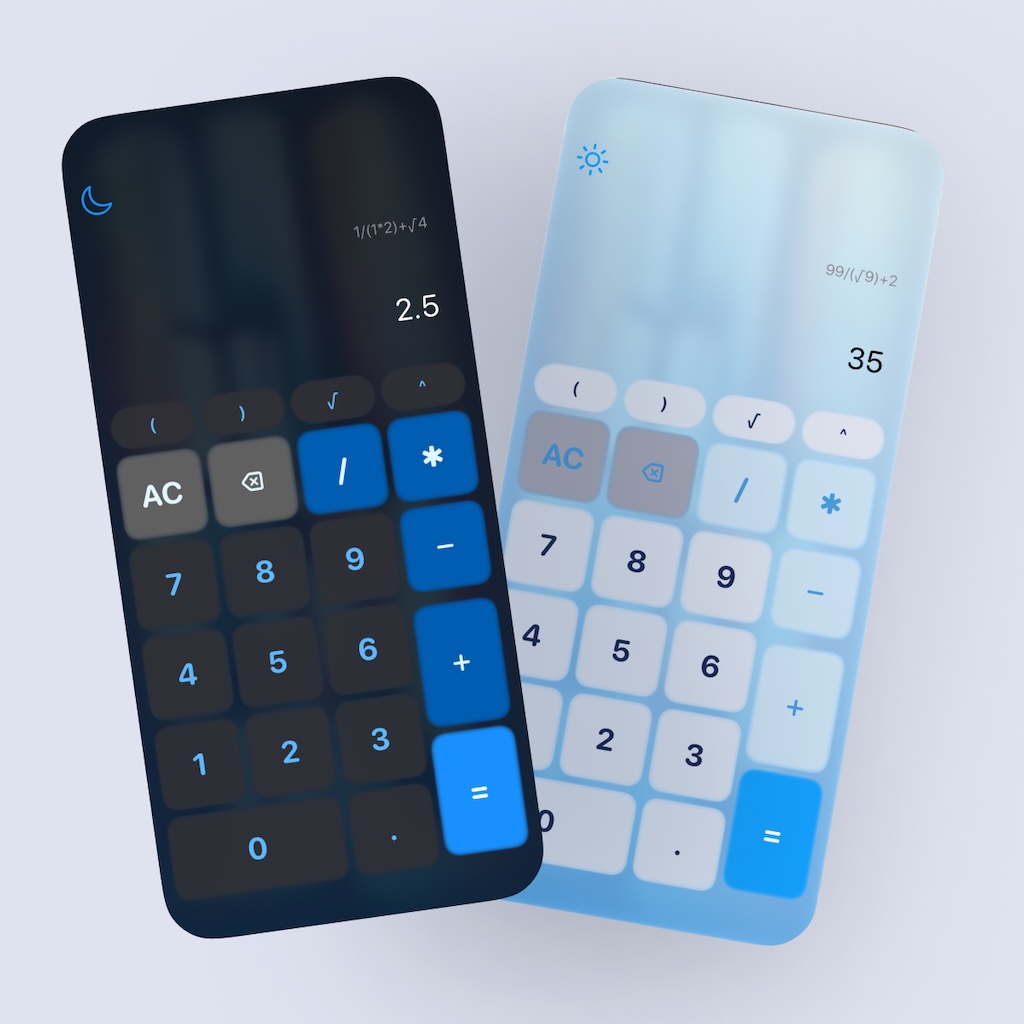 1/(1*2)+√4
2.5
( ) √ ^
AC / *
7 8 9 −
4 5 6 +
1 2 3
0 . =
99/(√9)+2
35
( ) √ ^
AC / *
7 8 9 −
4 5 6 +
2 3
0 . =